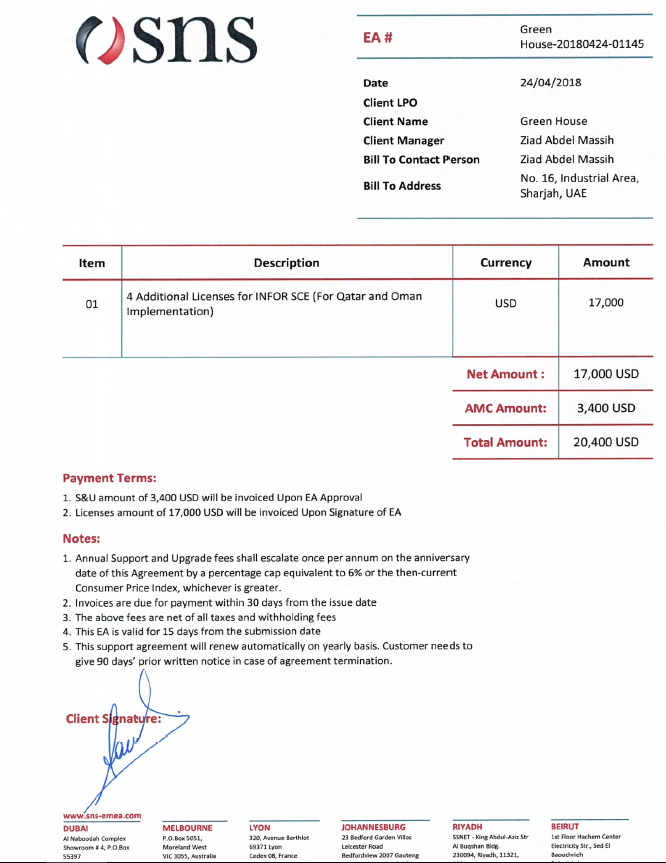 sns
EA #
Green
House-20180424-01145
Date 24/04/2018
Client LPO
Client Name Green House
Client Manager Ziad Abdel Massih
Bill To Contact Person Ziad Abdel Massih
Bill To Address No. 16, Industrial Area,
Sharjah, UAE
Item Description Currency Amount
01 4 Additional Licenses for INFOR SCE (For Qatar and Oman
Implementation) USD 17,000
Net Amount : 17,000 USD
AMC Amount: 3,400 USD
Total Amount: 20,400 USD
Payment Terms:
1. S&U amount of 3,400 USD will be invoiced Upon EA Approval
2. Licenses amount of 17,000 USD will be invoiced Upon Signature of EA
Notes:
1. Annual Support and Upgrade fees shall escalate once per annum on the anniversary
date of this Agreement by a percentage cap equivalent to 6% or the then-current
Consumer Price Index, whichever is greater.
2. Invoices are due for payment within 30 days from the issue date
3. The above fees are net of all taxes and withholding fees
4. This EA is valid for 15 days from the submission date
5. This support agreement will renew automatically on yearly basis. Customer needs to
give 90 days' prior written notice in case of agreement termination.
Client Signature:
www.sns-emea.com
DUBAI
Al Naboodah Complex
Showroom # 4, P.O.Box
55397
MELBOURNE
P.O.Box 5051,
Moreland West
VIC 3055, Australia
LYON
320, Avenue Berthlot
69371 Lyon
Cedex 08, France
JOHANNESBURG
23 Bedford Garden Villas
Leicester Road
Bedfordview 2007 Gauteng
RIYADH
SSNET - King Abdul-Aziz Str
Al Buqshan Bldg.
230094, Riyadh, 11321,
BEIRUT
1st Floor Hachem Center
Electricity Str., Sed El
Baouchrieh